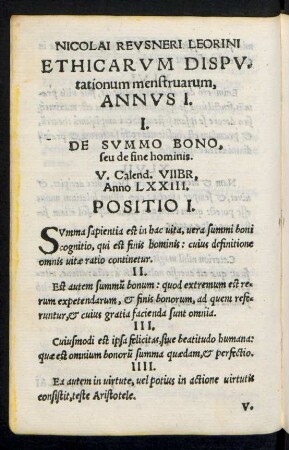 NICOLAI REVSNERI LEORINI
ETHICARVM DISPV-
tationum menstruarum,
ANNVS I.
I.
DE SVMMO BONO,
seu de fine hominis.
V. Calend. VIIBR,
Anno LXXIII.
POSITIO I.
SVmma sapientia est in hac uita, uera summi boni
cognitio, qui est finis hominis: cuius definitione
omnis uitæ ratio continetur.
II.
Est autem summũ bonum: quod extremum est re-
rum expetendarum, & finis bonorum, ad quem refe-
runtur, & cuius gratia facienda sunt omnia.
III.
Cuiusmodi est ipsa felicitas, siue beatitudo humana:
quæ est omnium bonorũ summa quædam, & perfectio.
IIII.
Ea autem in uirtute, uel potius in actione uirtutis
consistit, teste Aristotele.
V.